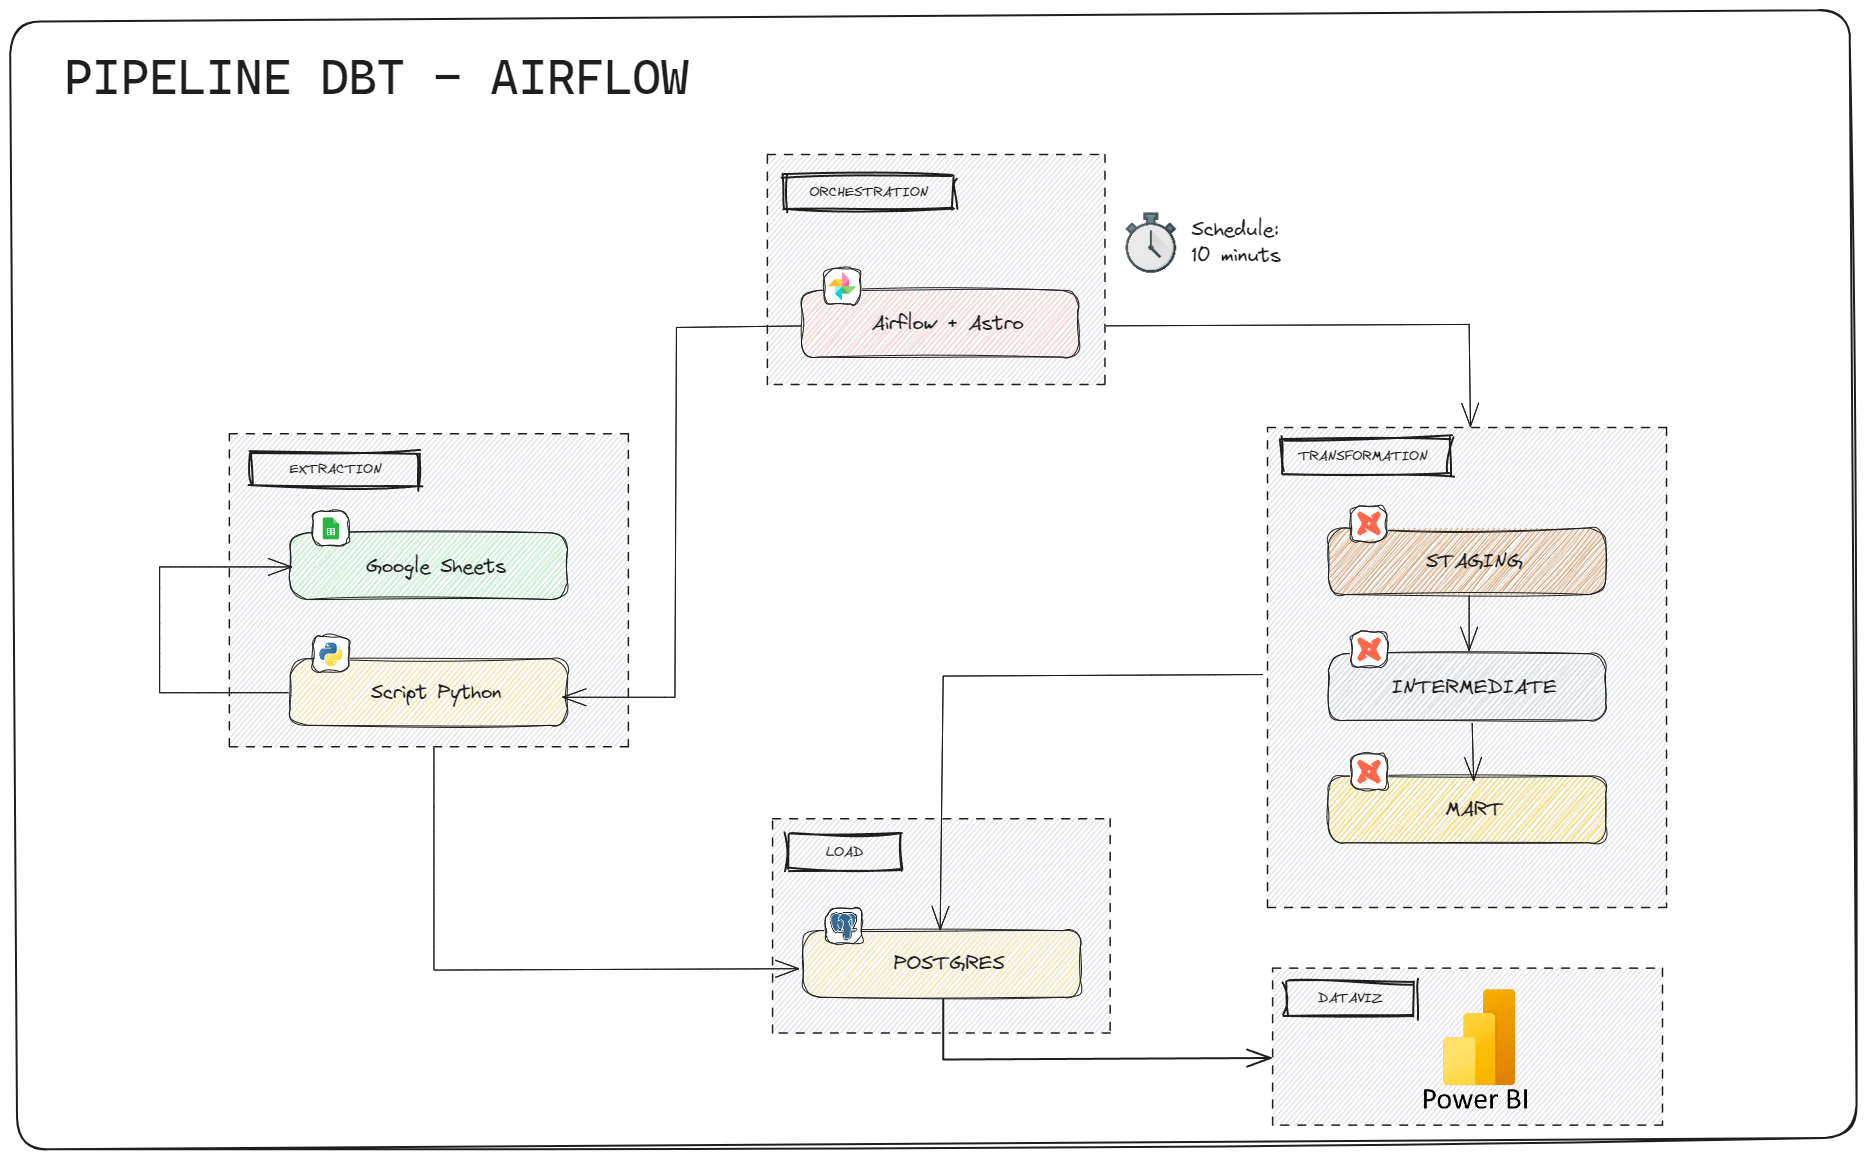 PIPELINE DBT - AIRFLOW
ORCHESTRATION
Schedule:
10 minuts
Airflow + Astro
EXTRACTION
Google Sheets
Script Python
TRANSFORMATION
STAGING
INTERMEDIATE
MART
LOAD
POSTGRES
DATAVIZ
Power BI